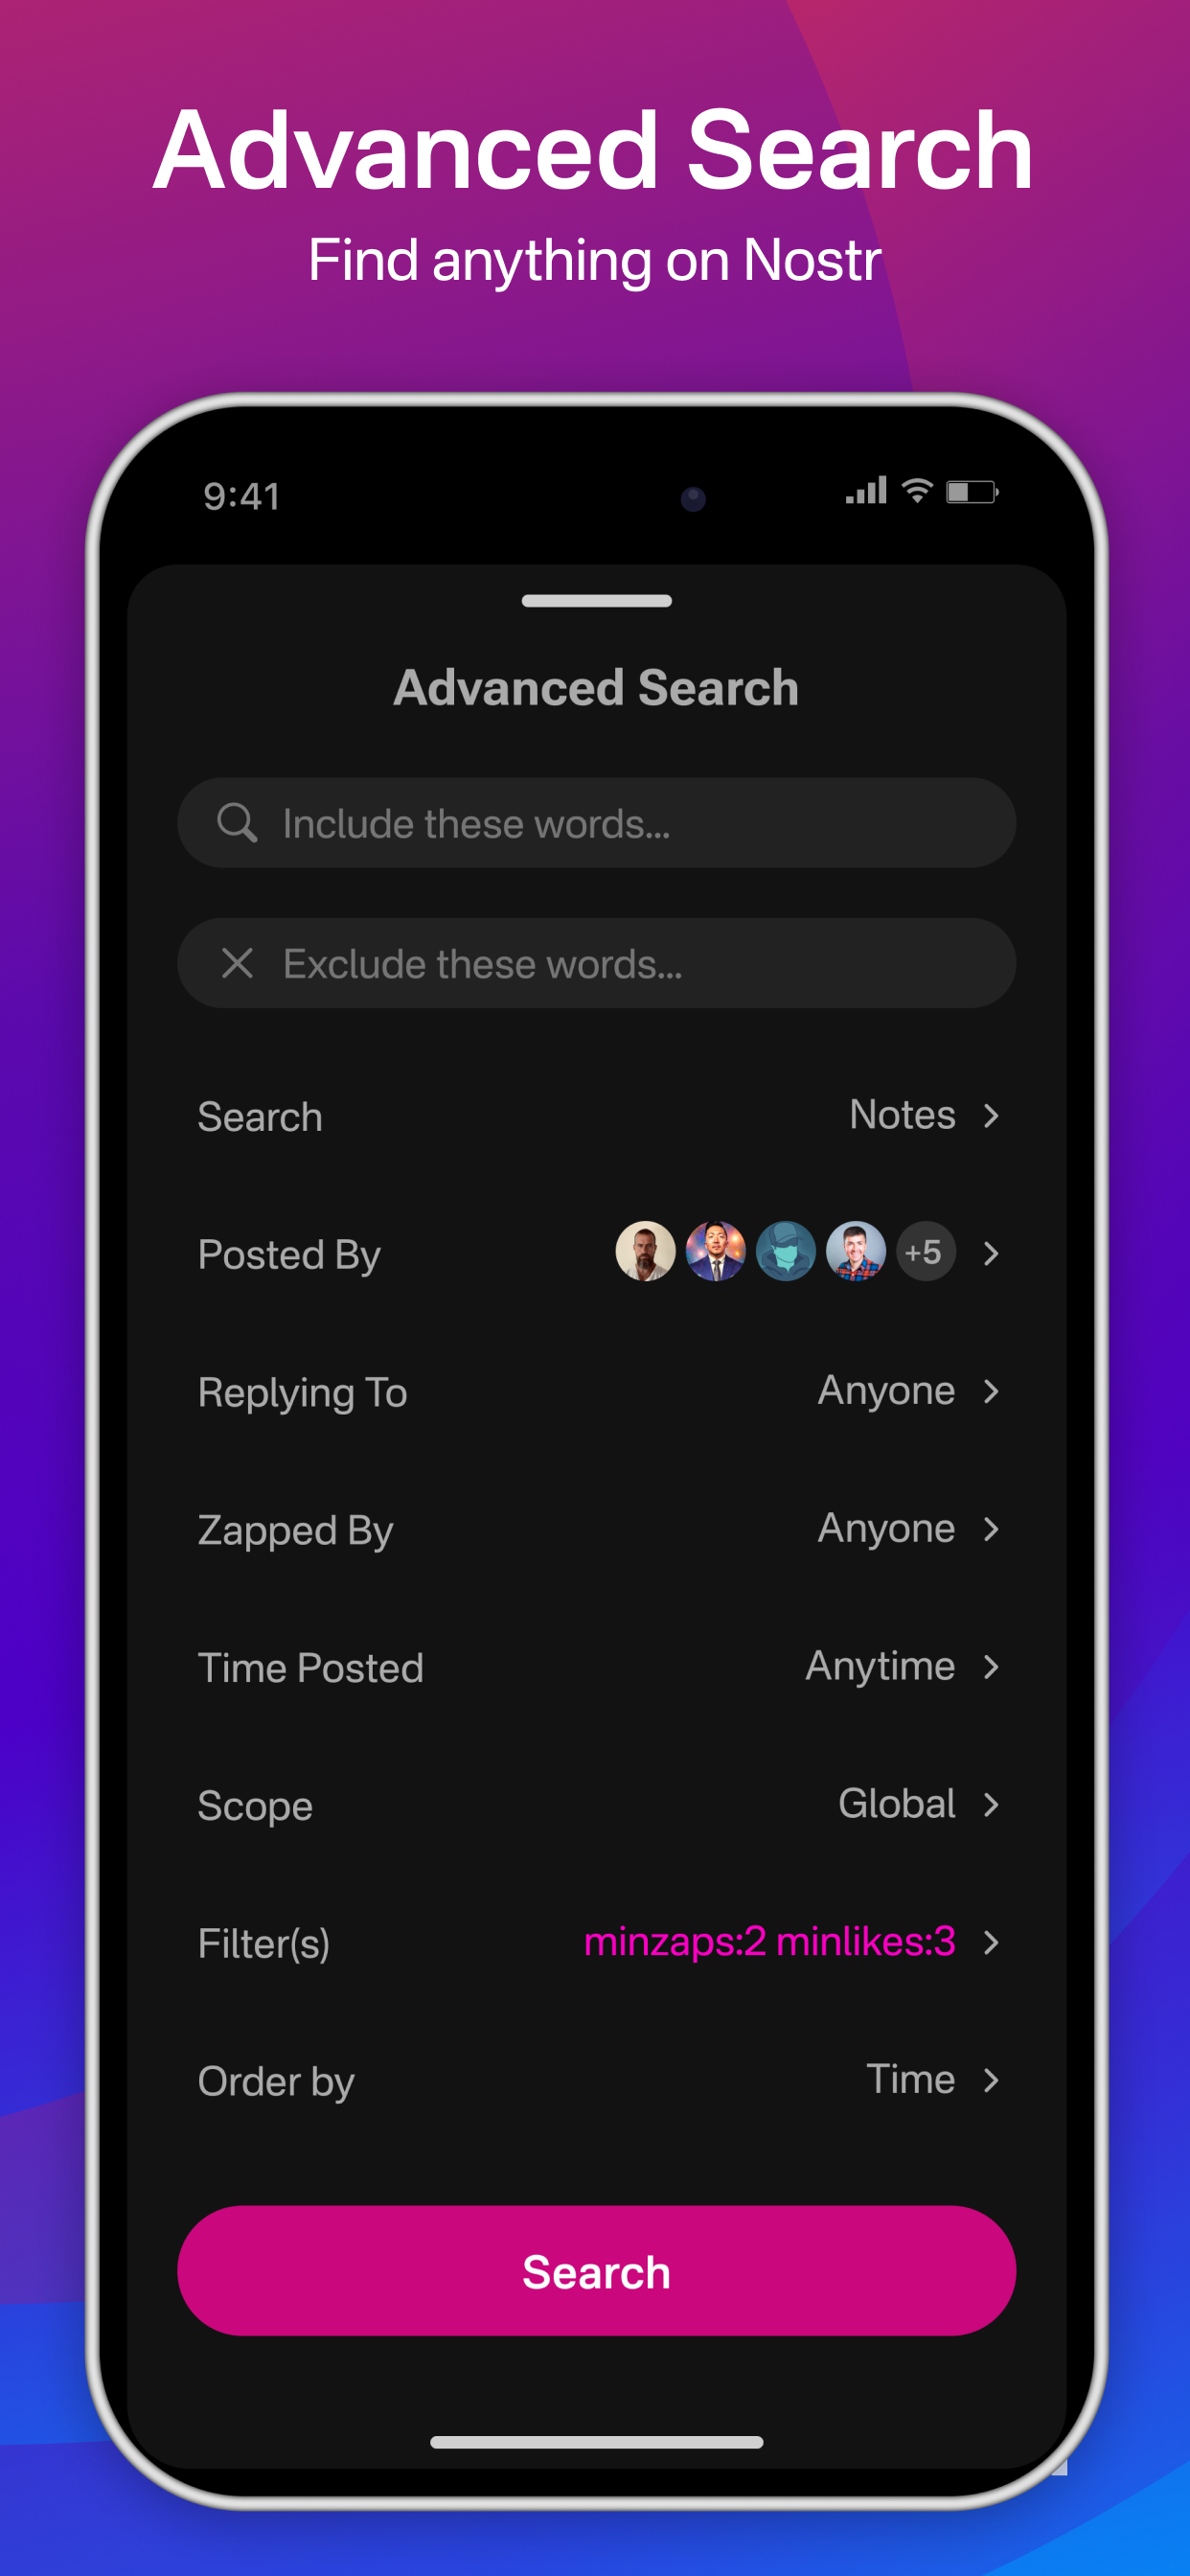 Advanced Search
Find anything on Nostr
9:41
Advanced Search
Include these words...
Exclude these words...
Search Notes
Posted By +5
Replying To Anyone
Zapped By Anyone
Time Posted Anytime
Scope Global
Filter(s) minzaps:2 minlikes:3
Order by Time
Search